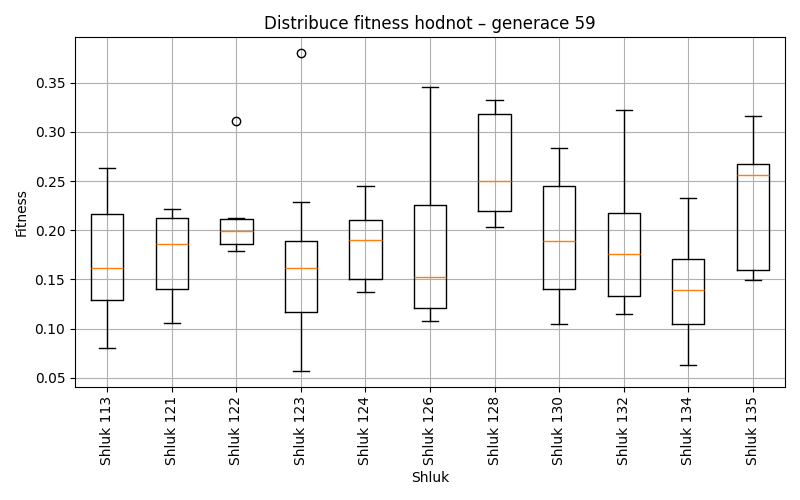 Distribuce fitness hodnot – generace 59
Fitness
0.35
0.30
0.25
0.20
0.15
0.10
0.05
Shluk 113
Shluk 121
Shluk 122
Shluk 123
Shluk 124
Shluk 126
Shluk 128
Shluk 130
Shluk 132
Shluk 134
Shluk 135
Shluk